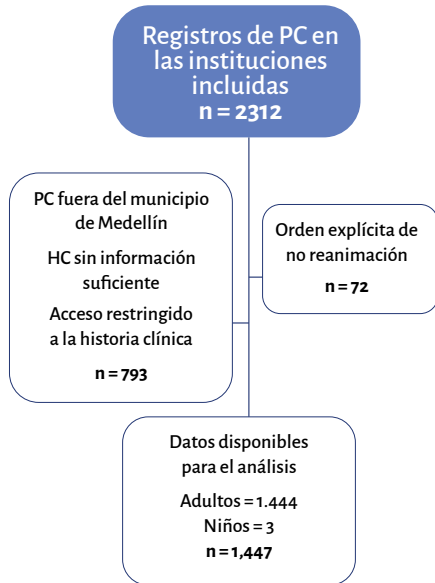 Registros de PC en
las instituciones
incluidas
n = 2312
PC fuera del municipio
de Medellín
HC sin información
suficiente
Acceso restringido
a la historia clínica
n = 793
Orden explícita de
no reanimación
n = 72
Datos disponibles
para el análisis
Adultos = 1.444
Niños = 3
n = 1,447